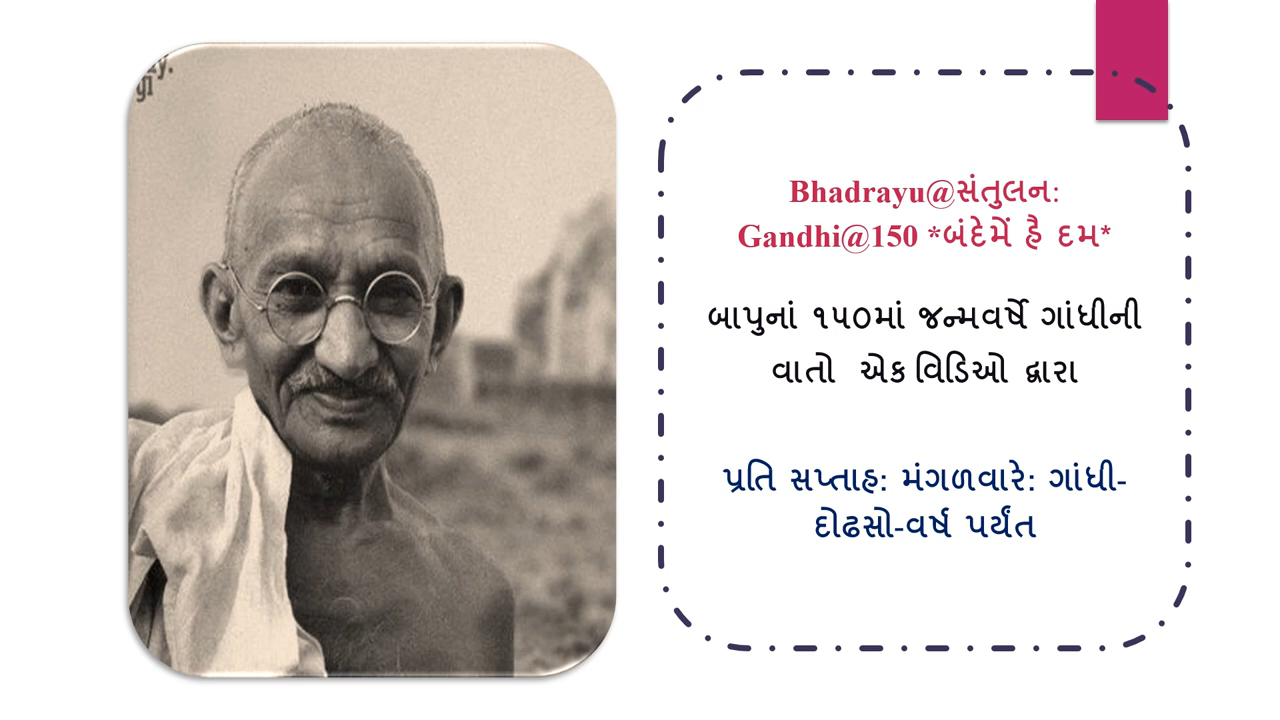 Bhadrayu@સંતુલન:
Gandhi@150 *બંદેમેં હૈ દમ*
બાપુનાં ૧૫૦માં જન્મવર્ષે ગાંધીની
વાતો એક વિડિઓ દ્વારા
પ્રતિ સપ્તાહ: મંગળવારે: ગાંધી-
દોઢસો-વર્ષ પર્યંત